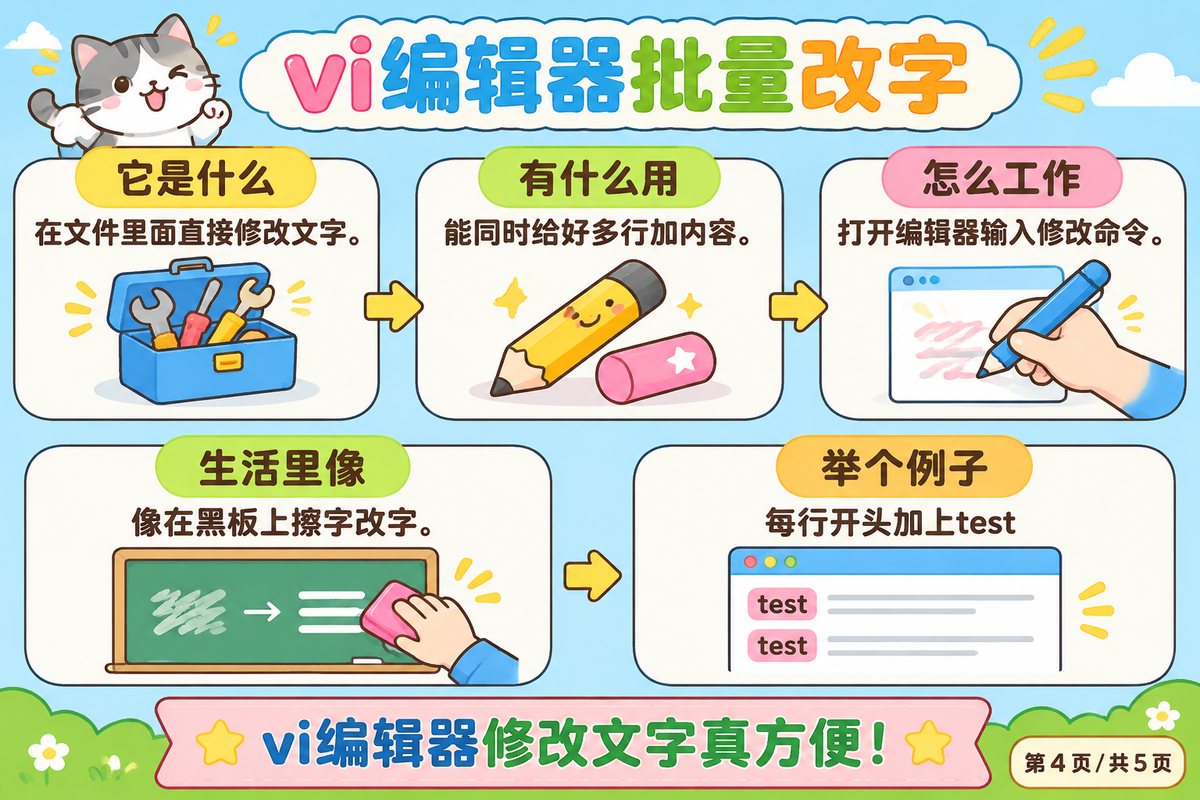 vi编辑器批量改字
它是什么
在文件里面直接修改文字。
有什么用
能同时给好多行加内容。
怎么工作
打开编辑器输入修改命令。
生活里像
像在黑板上擦字改字。
举个例子
每行开头加上test
test
test
vi编辑器修改文字真方便！
第4页/共5页